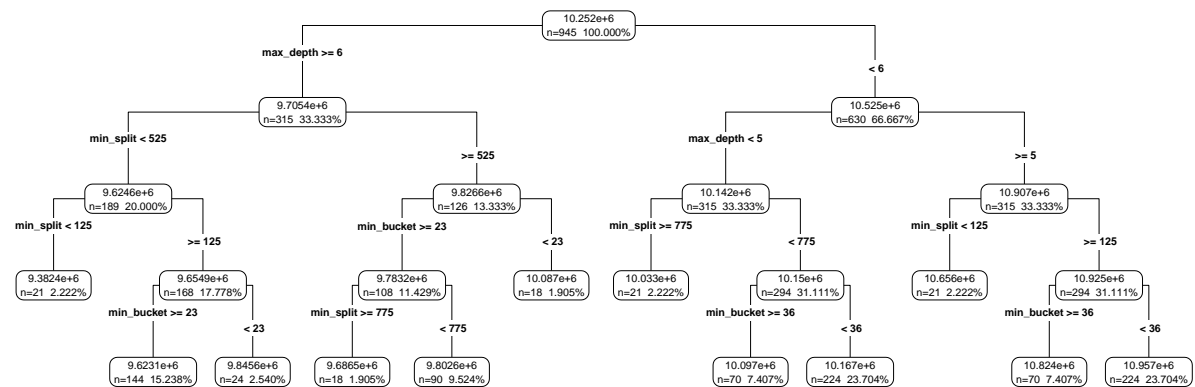 10.252e+6
n=945 100.000%
max_depth >= 6
< 6
9.7054e+6
n=315 33.333%
10.525e+6
n=630 66.667%
min_split < 525
>= 525
max_depth < 5
>= 5
9.6246e+6
n=189 20.000%
9.8266e+6
n=126 13.333%
10.142e+6
n=315 33.333%
10.907e+6
n=315 33.333%
min_split < 125
>= 125
min_bucket >= 23
< 23
min_split >= 775
< 775
min_split < 125
>= 125
9.3824e+6
n=21 2.222%
9.6549e+6
n=168 17.778%
9.7832e+6
n=108 11.429%
10.087e+6
n=18 1.905%
10.033e+6
n=21 2.222%
10.15e+6
n=294 31.111%
10.656e+6
n=21 2.222%
10.925e+6
n=294 31.111%
min_bucket >= 23
< 23
min_split >= 775
< 775
min_bucket >= 36
< 36
min_bucket >= 36
< 36
9.6231e+6
n=144 15.238%
9.8456e+6
n=24 2.540%
9.6865e+6
n=18 1.905%
9.8026e+6
n=90 9.524%
10.097e+6
n=70 7.407%
10.167e+6
n=224 23.704%
10.824e+6
n=70 7.407%
10.957e+6
n=224 23.704%